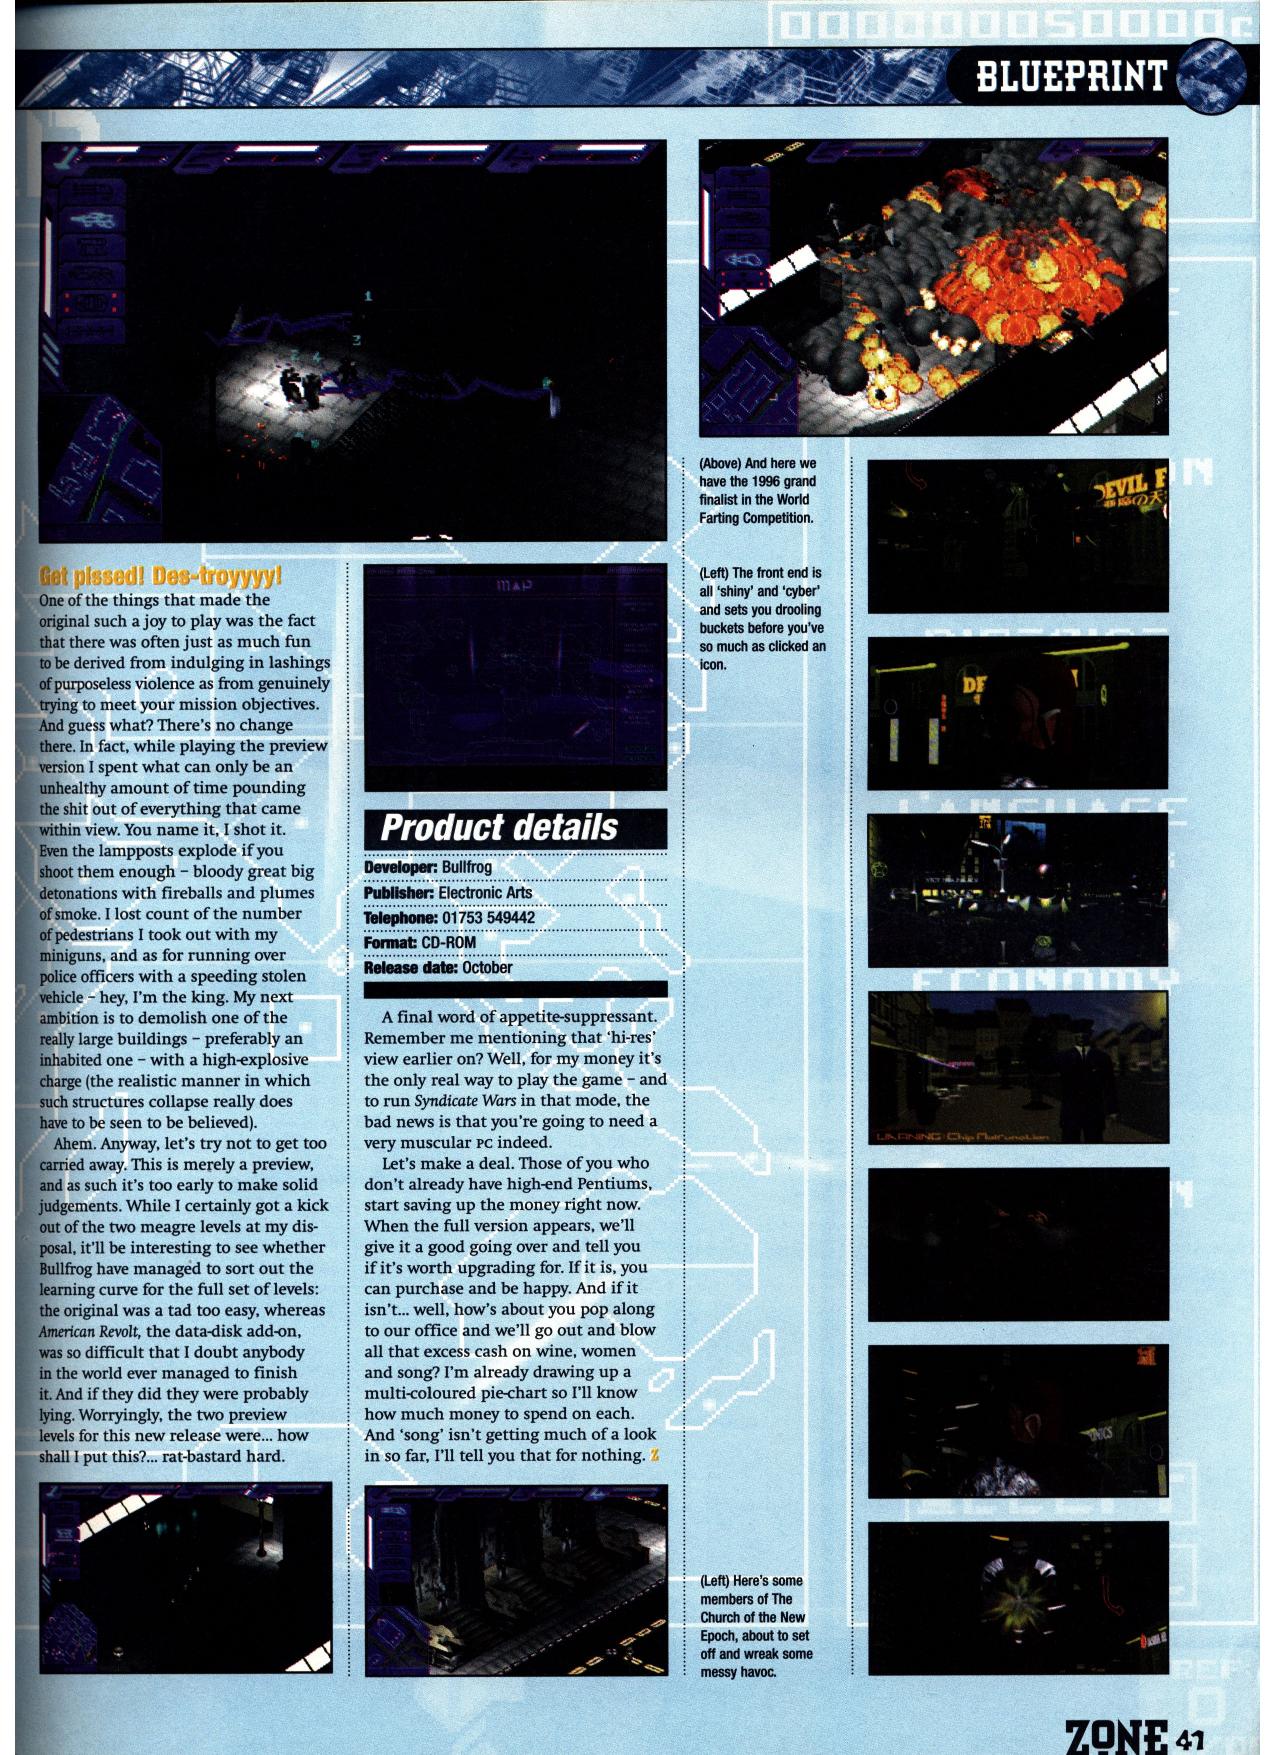 BLUEPRINT
(Above) And here we
have the 1996 grand
finalist in the World
Farting Competition.
(Left) The front end is
all ‘shiny’ and ‘cyber’
and sets you drooling
buckets before you’ve
so much as clicked an
icon.
Get pissed! Des-troyyyy!
One of the things that made the
original such a joy to play was the fact
that there was often just as much fun
to be derived from indulging in lashings
of purposeless violence as from genuinely
trying to meet your mission objectives.
And guess what? There’s no change
there. In fact, while playing the preview
version I spent what can only be an
unhealthy amount of time pounding
the shit out of everything that came
within view. You name it, I shot it.
Even the lampposts explode if you
shoot them enough – bloody great big
detonations with fireballs and plumes
of smoke. I lost count of the number
of pedestrians I took out with my
miniguns, and as for running over
police officers with a speeding stolen
vehicle – hey, I’m the king. My next
ambition is to demolish one of the
really large buildings – preferably an
inhabited one – with a high-explosive
charge (the realistic manner in which
such structures collapse really does
have to be seen to be believed).
Ahem. Anyway, let’s try not to get too
carried away. This is merely a preview,
and as such it’s too early to make solid
judgements. While I certainly got a kick
out of the two meagre levels at my dis-
posal, it’ll be interesting to see whether
Bullfrog have managed to sort out the
learning curve for the full set of levels:
the original was a tad too easy, whereas
American Revolt, the data-disk add-on,
was so difficult that I doubt anybody
in the world ever managed to finish
it. And if they did they were probably
lying. Worryingly, the two preview
levels for this new release were... how
shall I put this?... rat-bastard hard.
MAP
Product details
Developer: Bullfrog
Publisher: Electronic Arts
Telephone: 01753 549442
Format: CD-ROM
Release date: October
A final word of appetite-suppressant.
Remember me mentioning that ‘hi-res’
view earlier on? Well, for my money it’s
the only real way to play the game – and
to run Syndicate Wars in that mode, the
bad news is that you’re going to need a
very muscular PC indeed.
Let’s make a deal. Those of you who
don’t already have high-end Pentiums,
start saving up the money right now.
When the full version appears, we’ll
give it a good going over and tell you
if it’s worth upgrading for. If it is, you
can purchase and be happy. And if it
isn’t... well, how’s about you pop along
to our office and we’ll go out and blow
all that excess cash on wine, women
and song? I’m already drawing up a
multi-coloured pie-chart so I’ll know
how much money to spend on each.
And ‘song’ isn’t getting much of a look
in so far, I’ll tell you that for nothing. Z
DEVIL F
LANGUAGE
ECONOMY
WARNING: Chip Malfunction
(Left) Here’s some
members of The
Church of the New
Epoch, about to set
off and wreak some
messy havoc.
ZONE 41